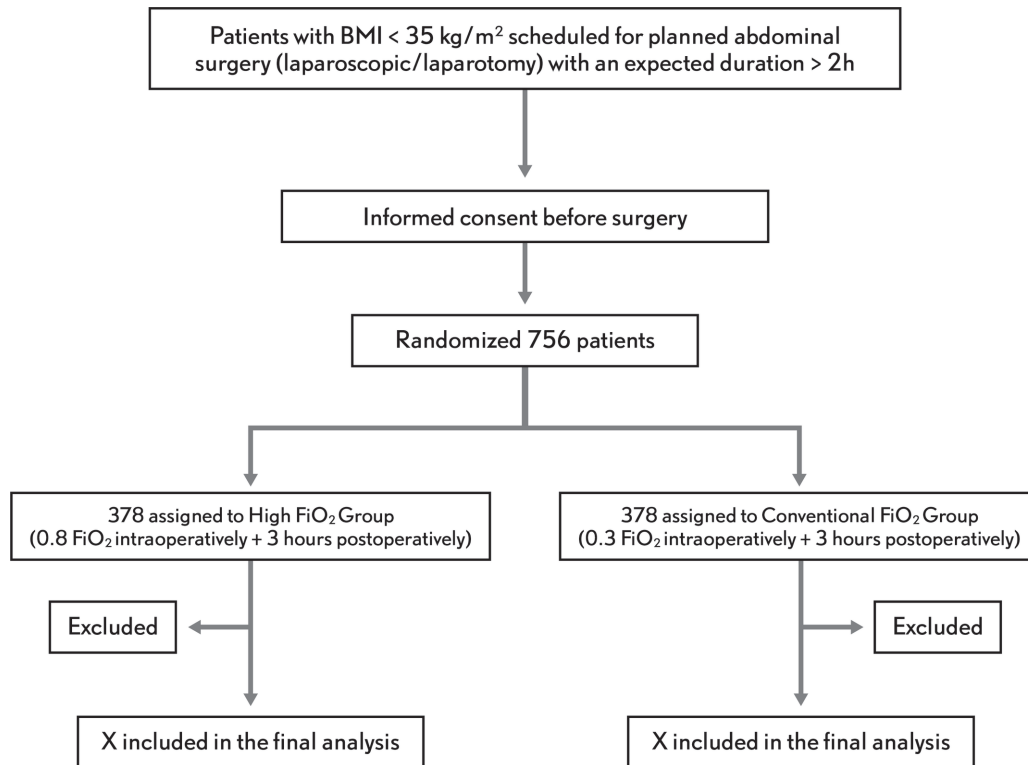 Patients with BMI < 35 kg/m² scheduled for planned abdominal
surgery (laparoscopic/laparotomy) with an expected duration > 2h
Informed consent before surgery
Randomized 756 patients
378 assigned to High FiO₂ Group
(0.8 FiO₂ intraoperatively + 3 hours postoperatively)
378 assigned to Conventional FiO₂ Group
(0.3 FiO₂ intraoperatively + 3 hours postoperatively)
Excluded
Excluded
X included in the final analysis
X included in the final analysis